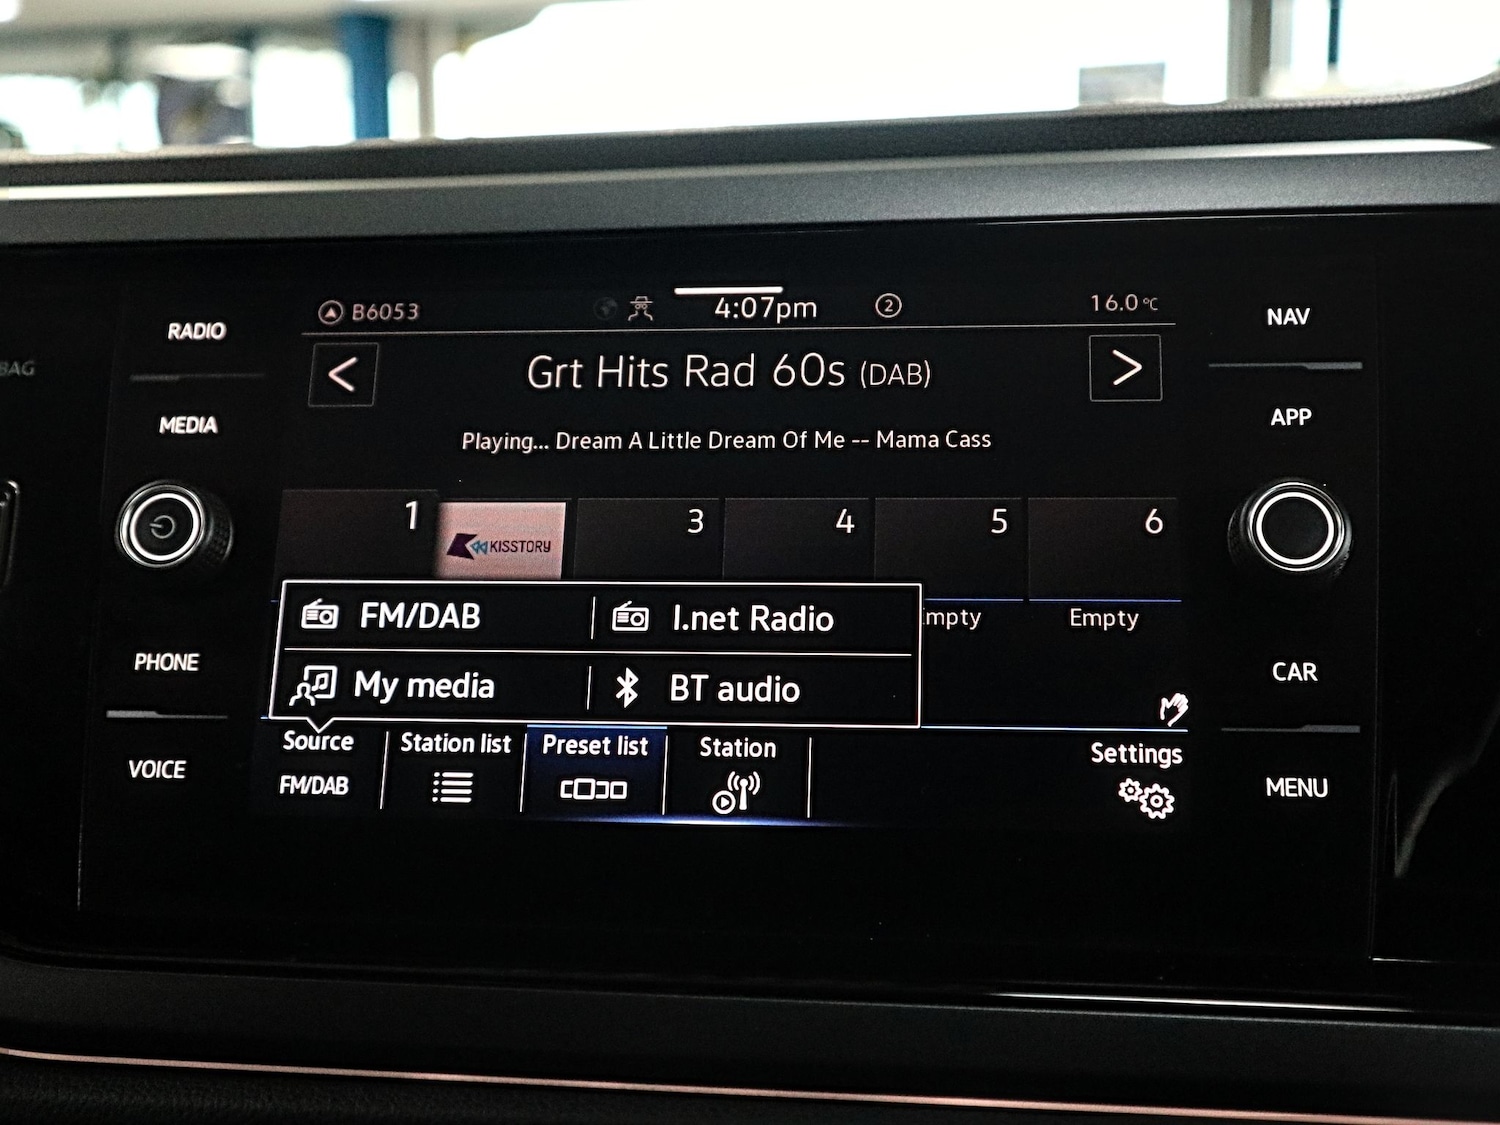 BAG
RADIO
MEDIA
PHONE
VOICE
B6053
4:07pm
2
16.0°C
<
Grt Hits Rad 60s (DAB)
>
Playing... Dream A Little Dream Of Me -- Mama Cass
1
KISSTORY
3
4
5
6
Empty
FM/DAB
I.net Radio
My media
BT audio
Source
FM/DAB
Station list
Preset list
Station
Settings
NAV
APP
CAR
MENU